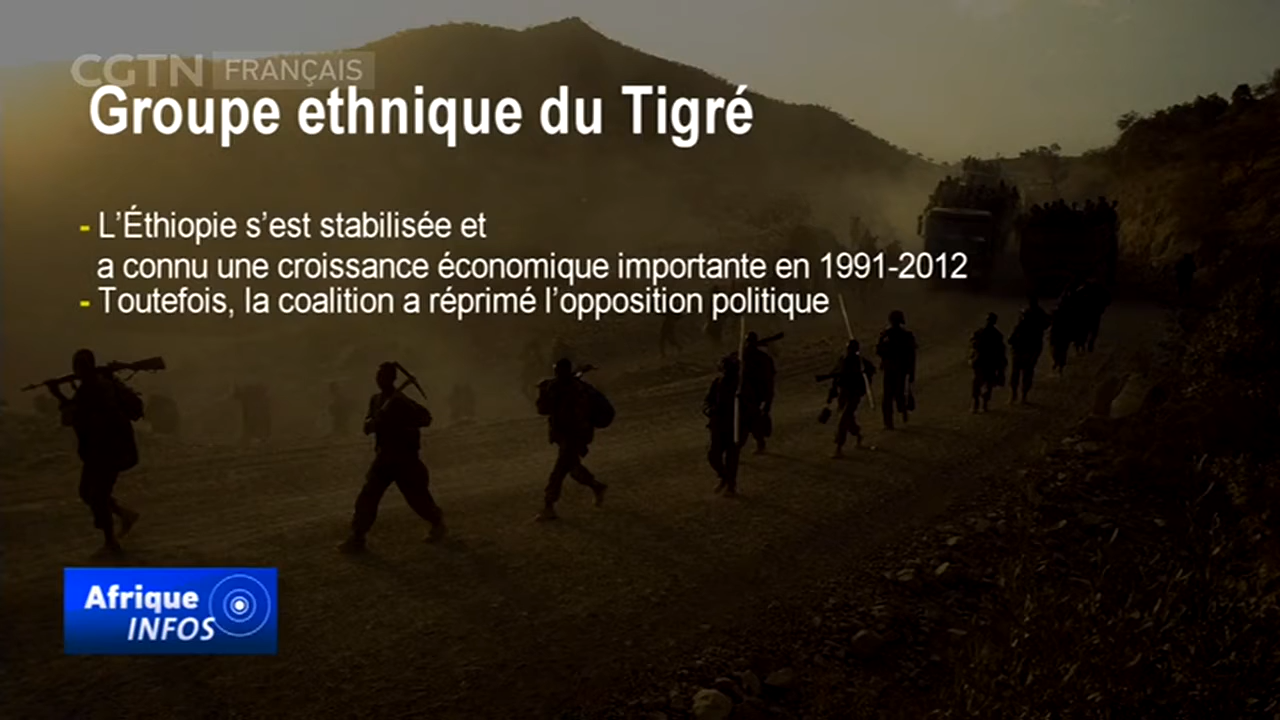 CGTN FRANÇAIS
Groupe ethnique du Tigré
- L’Éthiopie s’est stabilisée et
a connu une croissance économique importante en 1991-2012
- Toutefois, la coalition a réprimé l’opposition politique
Afrique
INFOS